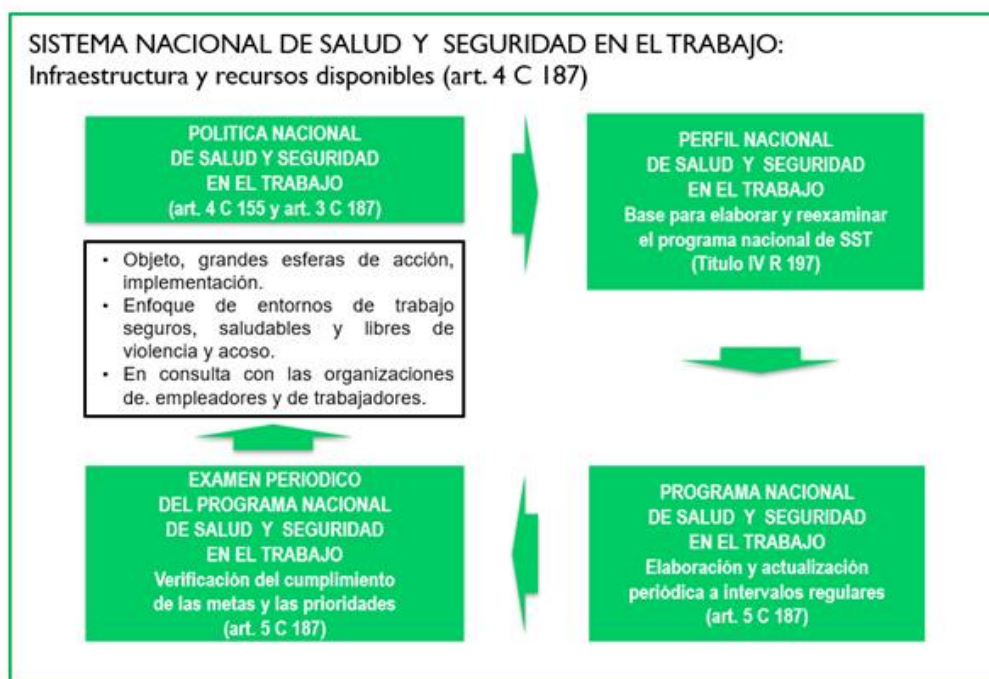 SISTEMA NACIONAL DE SALUD Y SEGURIDAD EN EL TRABAJO:
Infraestructura y recursos disponibles (art. 4 C 187)
POLITICA NACIONAL
DE SALUD Y SEGURIDAD
EN EL TRABAJO
(art. 4 C 155 y art. 3 C 187)
• Objeto, grandes esferas de acción,
implementación.
• Enfoque de entornos de trabajo
seguros, saludables y libres de
violencia y acoso.
• En consulta con las organizaciones
de. empleadores y de trabajadores.
PERFIL NACIONAL
DE SALUD Y SEGURIDAD
EN EL TRABAJO
Base para elaborar y reexaminar
el programa nacional de SST
(Titulo IV R 197)
PROGRAMA NACIONAL
DE SALUD Y SEGURIDAD
EN EL TRABAJO
Elaboración y actualización
periódica a intervalos regulares
(art. 5 C 187)
EXAMEN PERIODICO
DEL PROGRAMA NACIONAL
DE SALUD Y SEGURIDAD
EN EL TRABAJO
Verificación del cumplimiento
de las metas y las prioridades
(art. 5 C 187)